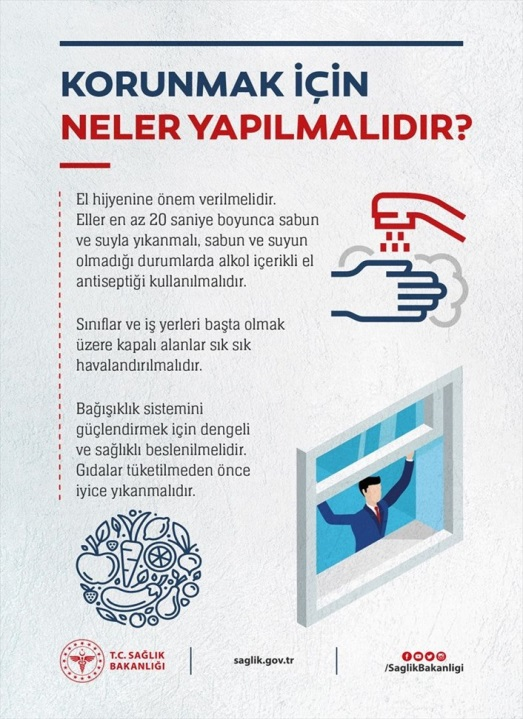 KORUNMAK İÇİN
NELER YAPILMALIDIR?
El hijyenine önem verilmelidir.
Eller en az 20 saniye boyunca sabun
ve suyla yıkanmalı, sabun ve suyun
olmadığı durumlarda alkol içerikli el
antiseptiği kullanılmalıdır.
Sınıflar ve iş yerleri başta olmak
üzere kapalı alanlar sık sık
havalandırılmalıdır.
Bağışıklık sistemini
güçlendirmek için dengeli
ve sağlıklı beslenilmelidir.
Gıdalar tüketilmeden önce
iyice yıkanmalıdır.
T.C. SAĞLIK
BAKANLIĞI
saglik.gov.tr
/SaglikBakanligi